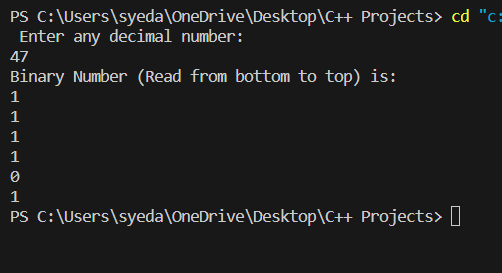 PS C:\Users\syeda\OneDrive\Desktop\C++ Projects> cd "c:
Enter any decimal number:
47
Binary Number (Read from bottom to top) is:
1
1
1
1
0
1
PS C:\Users\syeda\OneDrive\Desktop\C++ Projects>